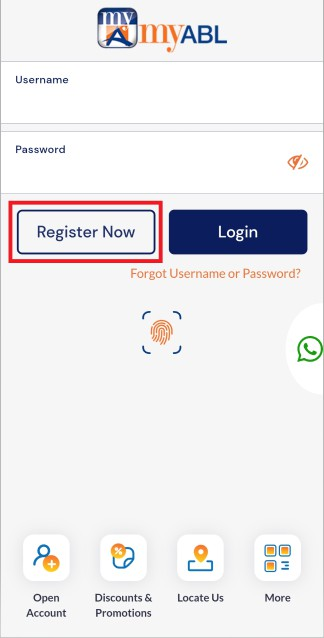 my
myABL
Username
Password
Register Now
Login
Forgot Username or Password?
Open
Account
Discounts &
Promotions
Locate Us
More